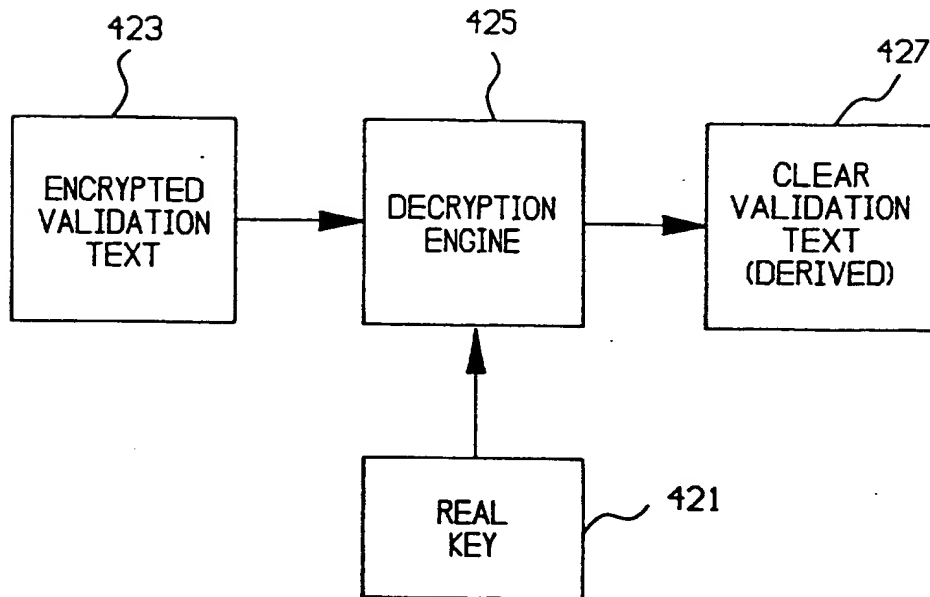 423
425
427
ENCRYPTED
VALIDATION
TEXT
DECRYPTION
ENGINE
CLEAR
VALIDATION
TEXT
(DERIVED)
REAL
KEY
421